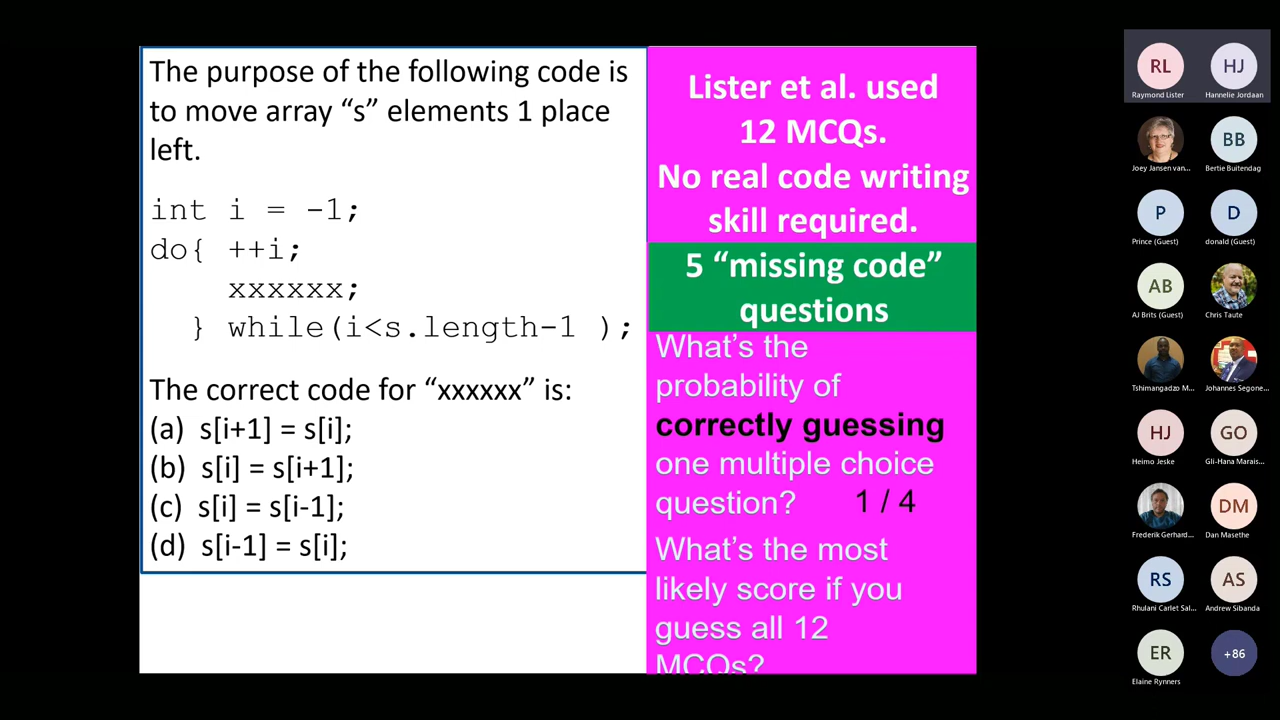 The purpose of the following code is
to move array “s” elements 1 place
left.
int i = -1;
do{ ++i;
xxxxxx;
} while(i<s.length-1 );
The correct code for “xxxxxx” is:
(a) s[i+1] = s[i];
(b) s[i] = s[i+1];
(c) s[i] = s[i-1];
(d) s[i-1] = s[i];
Lister et al. used
12 MCQs.
No real code writing
skill required.
5 “missing code”
questions
What’s the
probability of
correctly guessing
one multiple choice
question? 1 / 4
What’s the most
likely score if you
guess all 12
MCQs?
RL
Raymond Lister
HJ
Hannelie Jordaan
Joey Jansen van...
BB
Bertie Buitendag
P
Prince (Guest)
D
donald (Guest)
AB
AJ Brits (Guest)
Chris Taute
Tshimangadzo M...
Johannes Segone...
HJ
Heimo Jeske
GO
Gli-Hana Marais...
Frederik Gerhard...
DM
Dan Masethe
RS
Rhulani Carlet Sal...
AS
Andrew Sibanda
ER
Elaine Rynners
+86